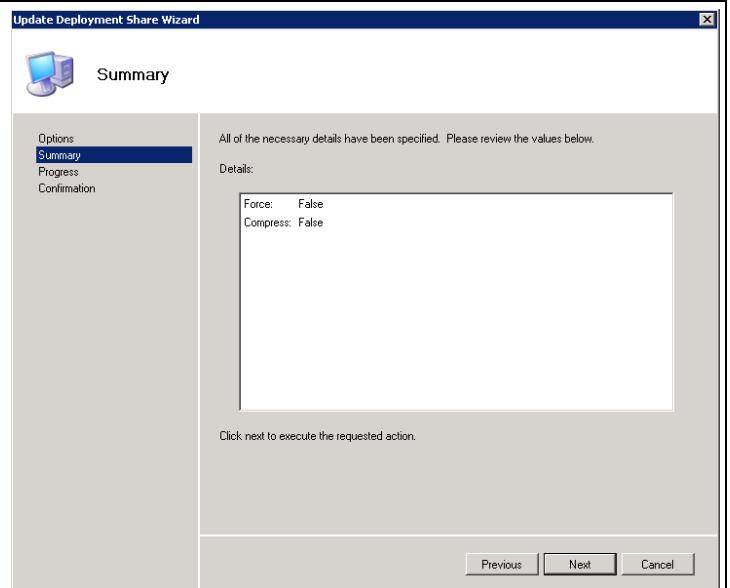 Update Deployment Share Wizard
Summary
Options
Summary
Progress
Confirmation
All of the necessary details have been specified.  Please review the values below.
Details:
Force: False
Compress: False
Click next to execute the requested action.
Previous Next Cancel